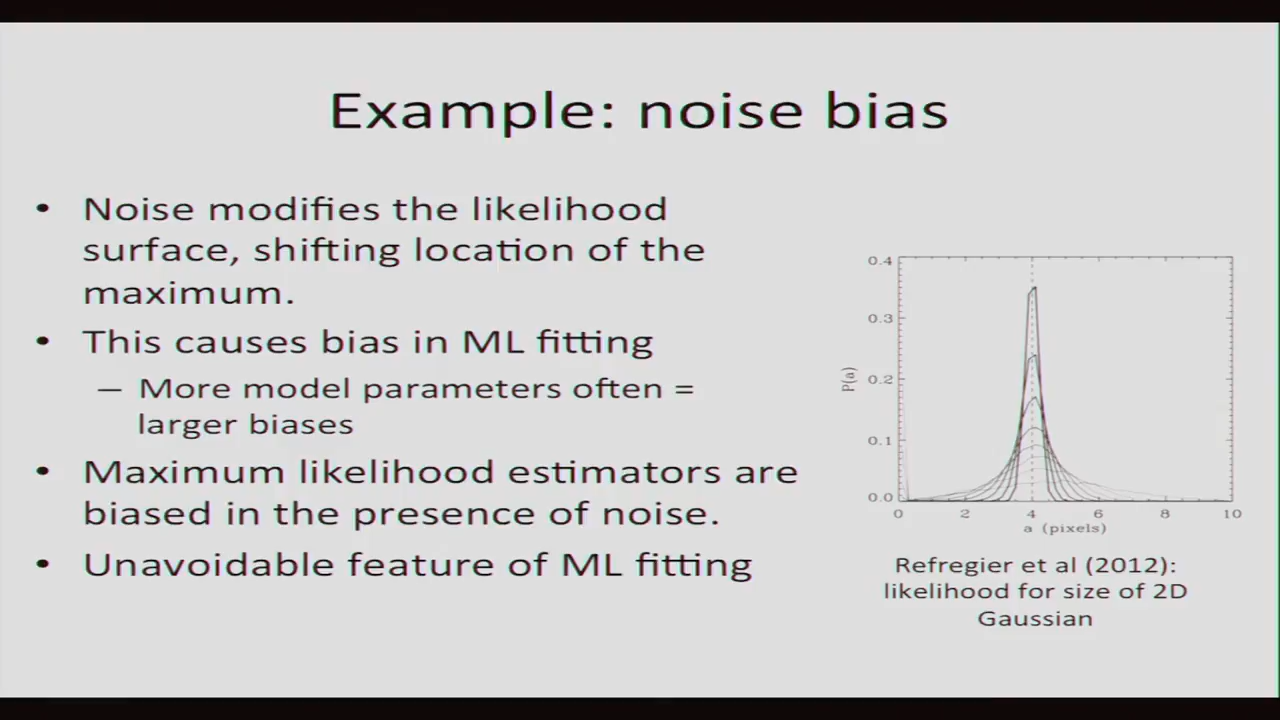 Example: noise bias
• Noise modifies the likelihood
surface, shifting location of the
maximum.
• This causes bias in ML fitting
– More model parameters often =
larger biases
• Maximum likelihood estimators are
biased in the presence of noise.
• Unavoidable feature of ML fitting
0.4
0.3
0.2
0.1
0.0
P(a)
0 2 4 6 8 10
a (pixels)
Refregier et al (2012):
likelihood for size of 2D
Gaussian